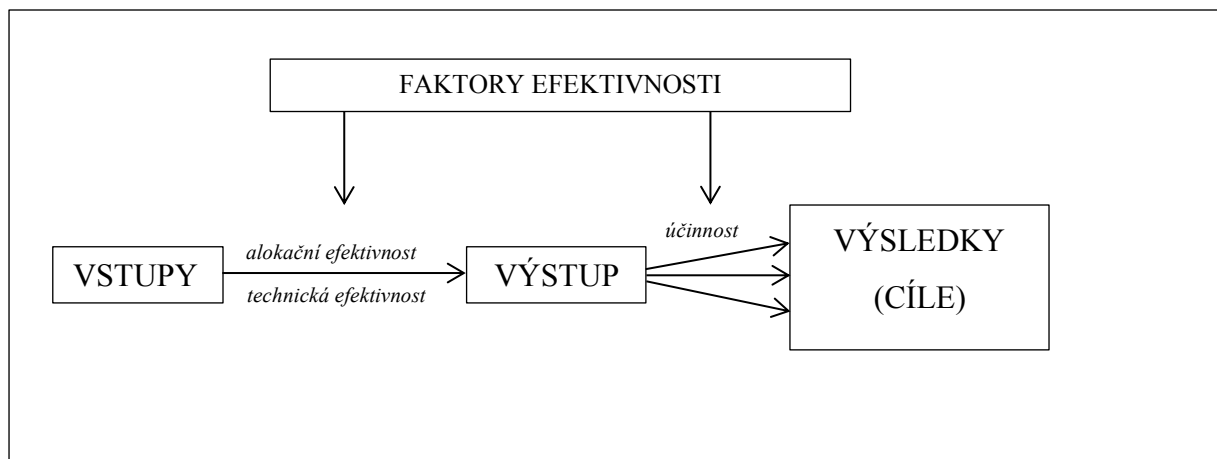 FAKTORY EFEKTIVNOSTI
účinnost
alokační efektivnost
VSTUPY
technická efektivnost
VÝSTUP
VÝSLEDKY
(CÍLE)